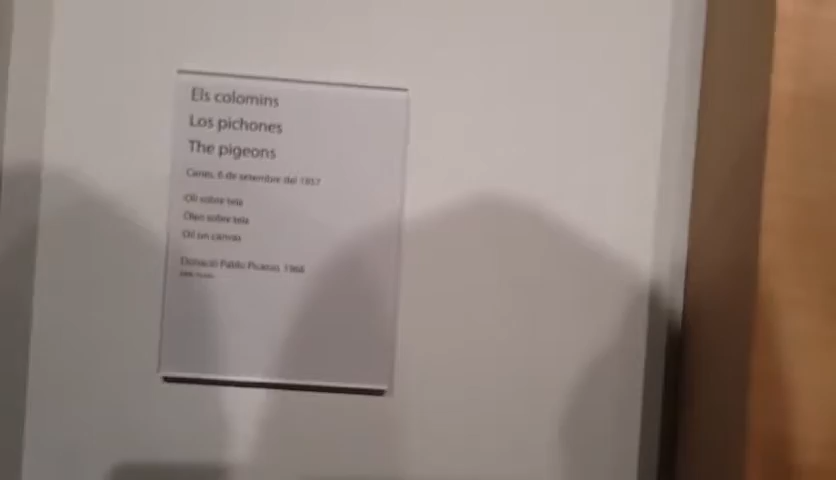 Els colomins
Los pichones
The pigeons
Canes, 6 de setembre del 1957
Oli sobre tela
Óleo sobre tela
Oil on canvas
Donació Pablo Picasso, 1968